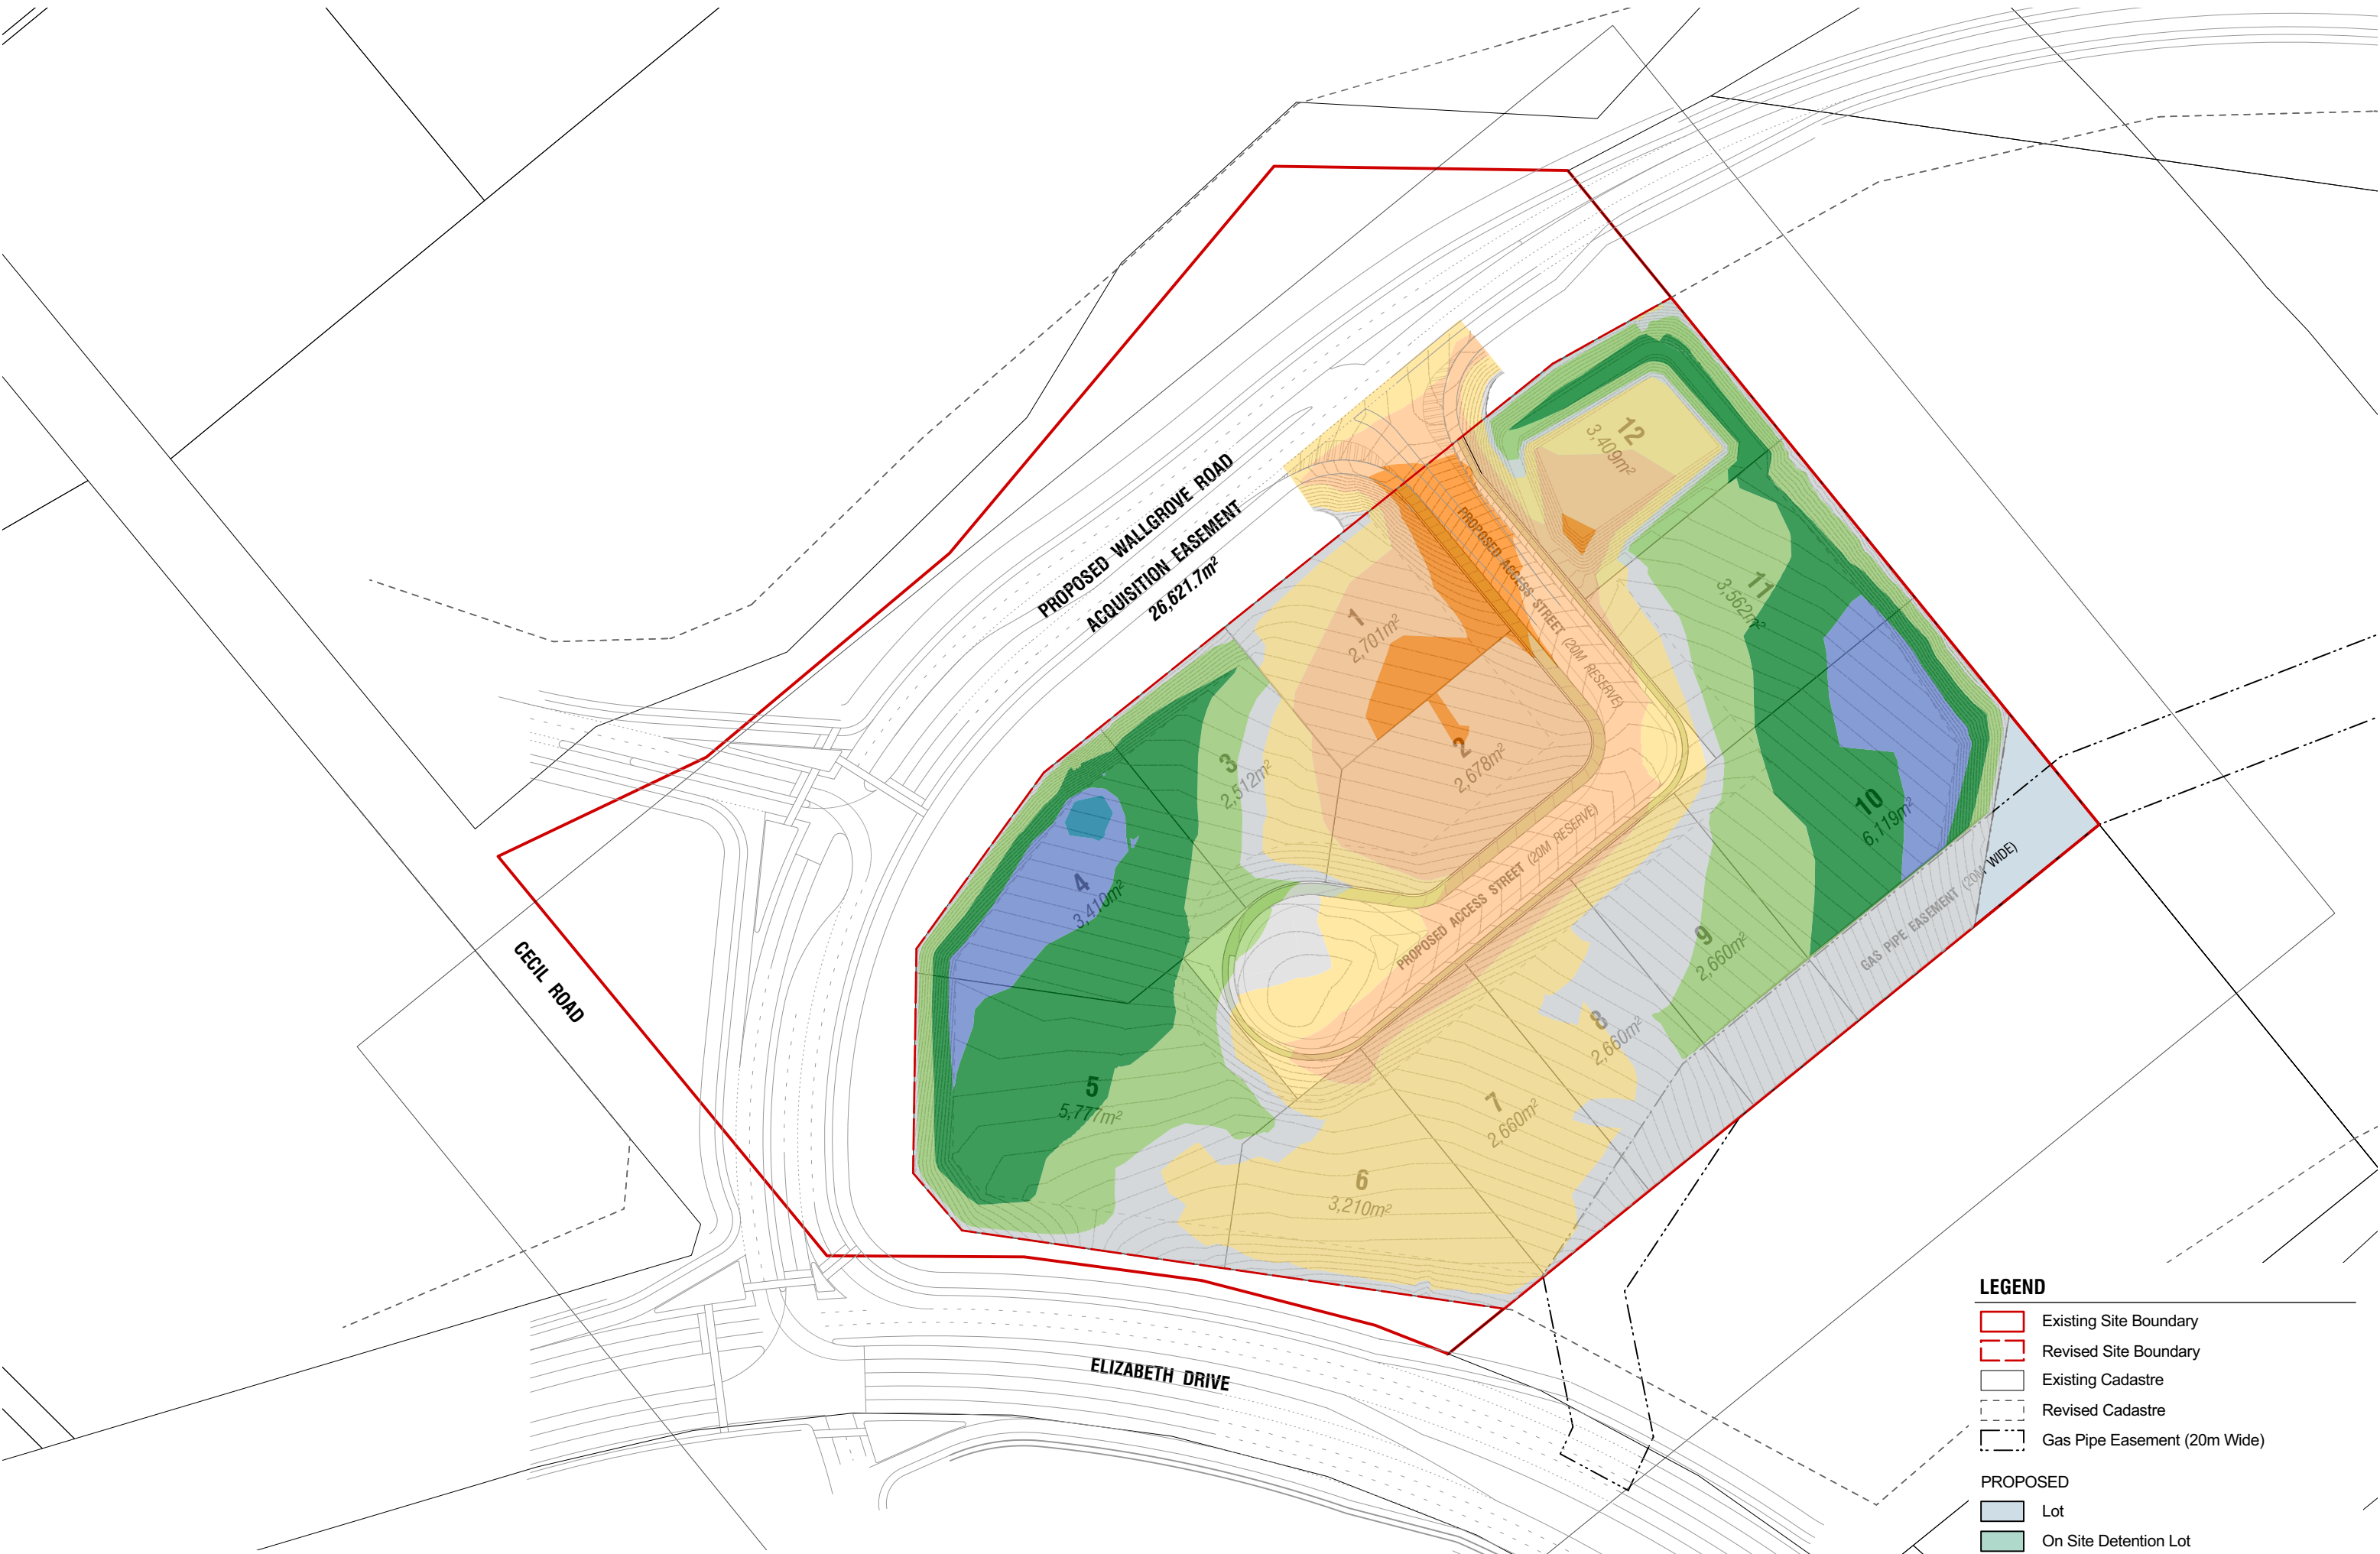 PROPOSED WALLGROVE ROAD
ACQUISITION EASEMENT
26,621.7m²
12
3,409m²
PROPOSED ACCESS STREET (20M RESERVE)
1
2,701m²
11
3,562m²
2
2,678m²
3
2,512m²
10
6,119m²
4
3,410m²
PROPOSED ACCESS STREET (20M RESERVE)
GAS PIPE EASEMENT (20M WIDE)
9
2,660m²
CECIL ROAD
8
2,660m²
5
5,777m²
7
2,660m²
6
3,210m²
ELIZABETH DRIVE
LEGEND
Existing Site Boundary
Revised Site Boundary
Existing Cadastre
Revised Cadastre
Gas Pipe Easement (20m Wide)
PROPOSED
Lot
On Site Detention Lot